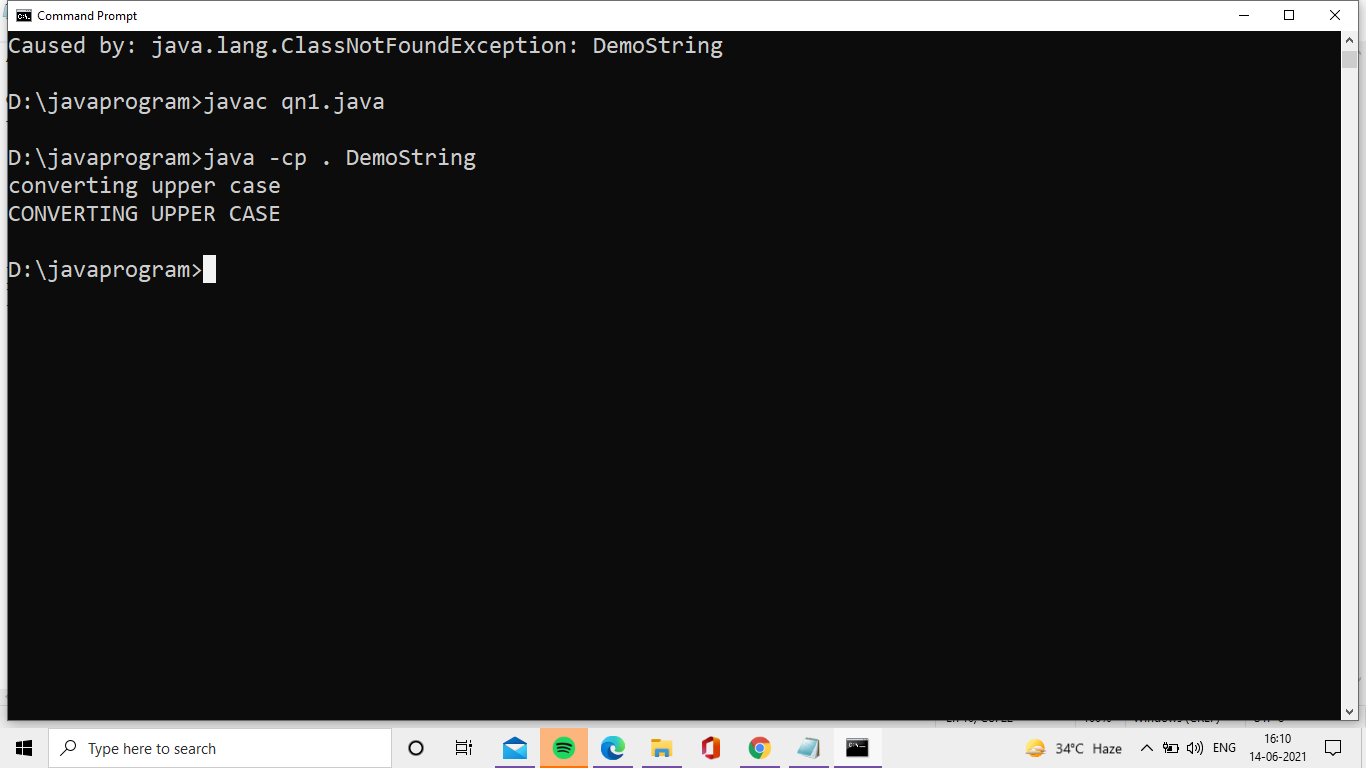 Command Prompt
Caused by: java.lang.ClassNotFoundException: DemoString
D:\javaprogram>javac qn1.java
D:\javaprogram>java -cp . DemoString
converting upper case
CONVERTING UPPER CASE
D:\javaprogram>
Type here to search
34°C Haze
ENG
16:10
14-06-2021